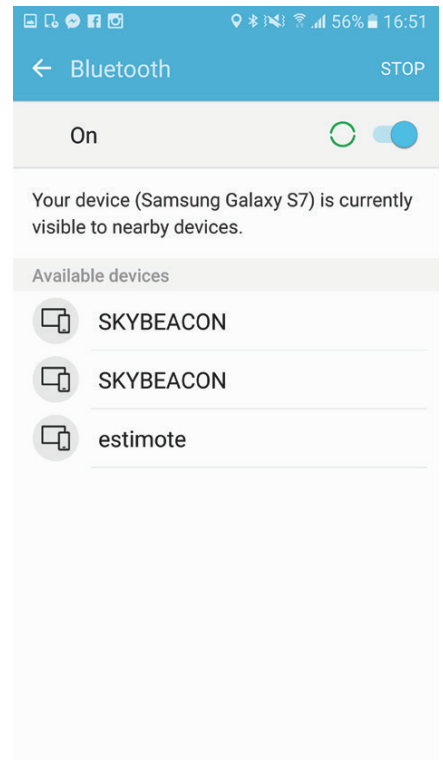 56% 16:51
Bluetooth STOP
On
Your device (Samsung Galaxy S7) is currently
visible to nearby devices.
Available devices
SKYBEACON
SKYBEACON
estimote